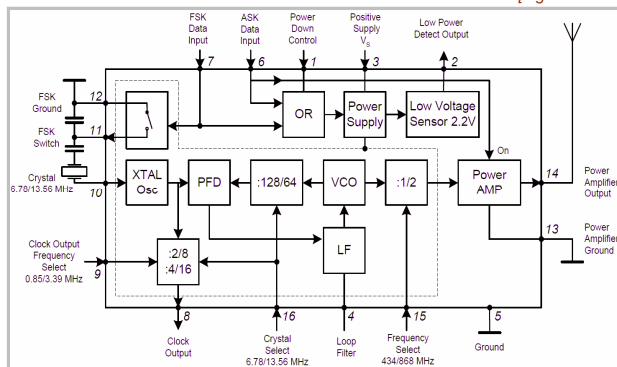 FSK
Data
Input
ASK
Data
Input
Power
Down
Control
Positive
Supply
VS
Low Power
Detect Output
7
6
1
3
2
FSK
Ground
12
FSK
Switch
11
Crystal
6.78/13.56 MHz
10
OR
Power
Supply
Low Voltage
Sensor 2.2V
On
XTAL
Osc
PFD
:128/64
VCO
:1/2
Power
AMP
14
Power
Amplifier
Output
13
Power
Amplifier
Ground
:2/8
:4/16
LF
Clock Output
Frequency
Select
0.85/3.39 MHz
9
8
16
4
15
5
Clock
Output
Crystal
Select
6.78/13.56 MHz
Loop
Filter
Frequency
Select
434/868 MHz
Ground